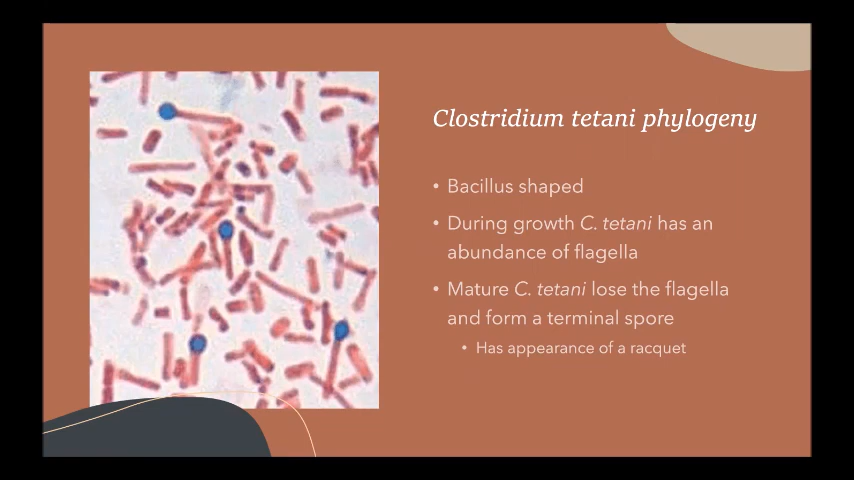 Clostridium tetani phylogeny
• Bacillus shaped
• During growth C. tetani has an
abundance of flagella
• Mature C. tetani lose the flagella
and form a terminal spore
• Has appearance of a racquet